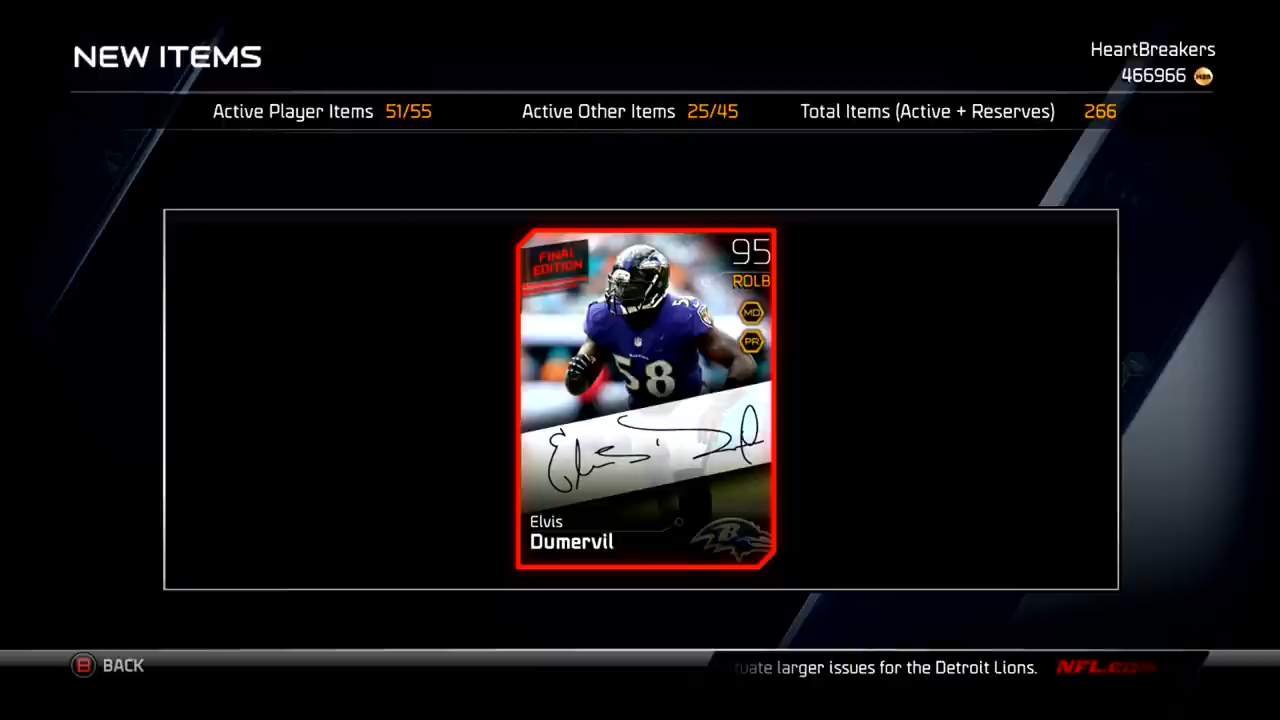 NEW ITEMS
HeartBreakers
466966
Active Player Items 51/55
Active Other Items 25/45
Total Items (Active + Reserves) 266
FINAL
EDITION
95
ROLB
MD
PR
58
Elvis
Dumervil
B BACK
tuate larger issues for the Detroit Lions.
NFL.com